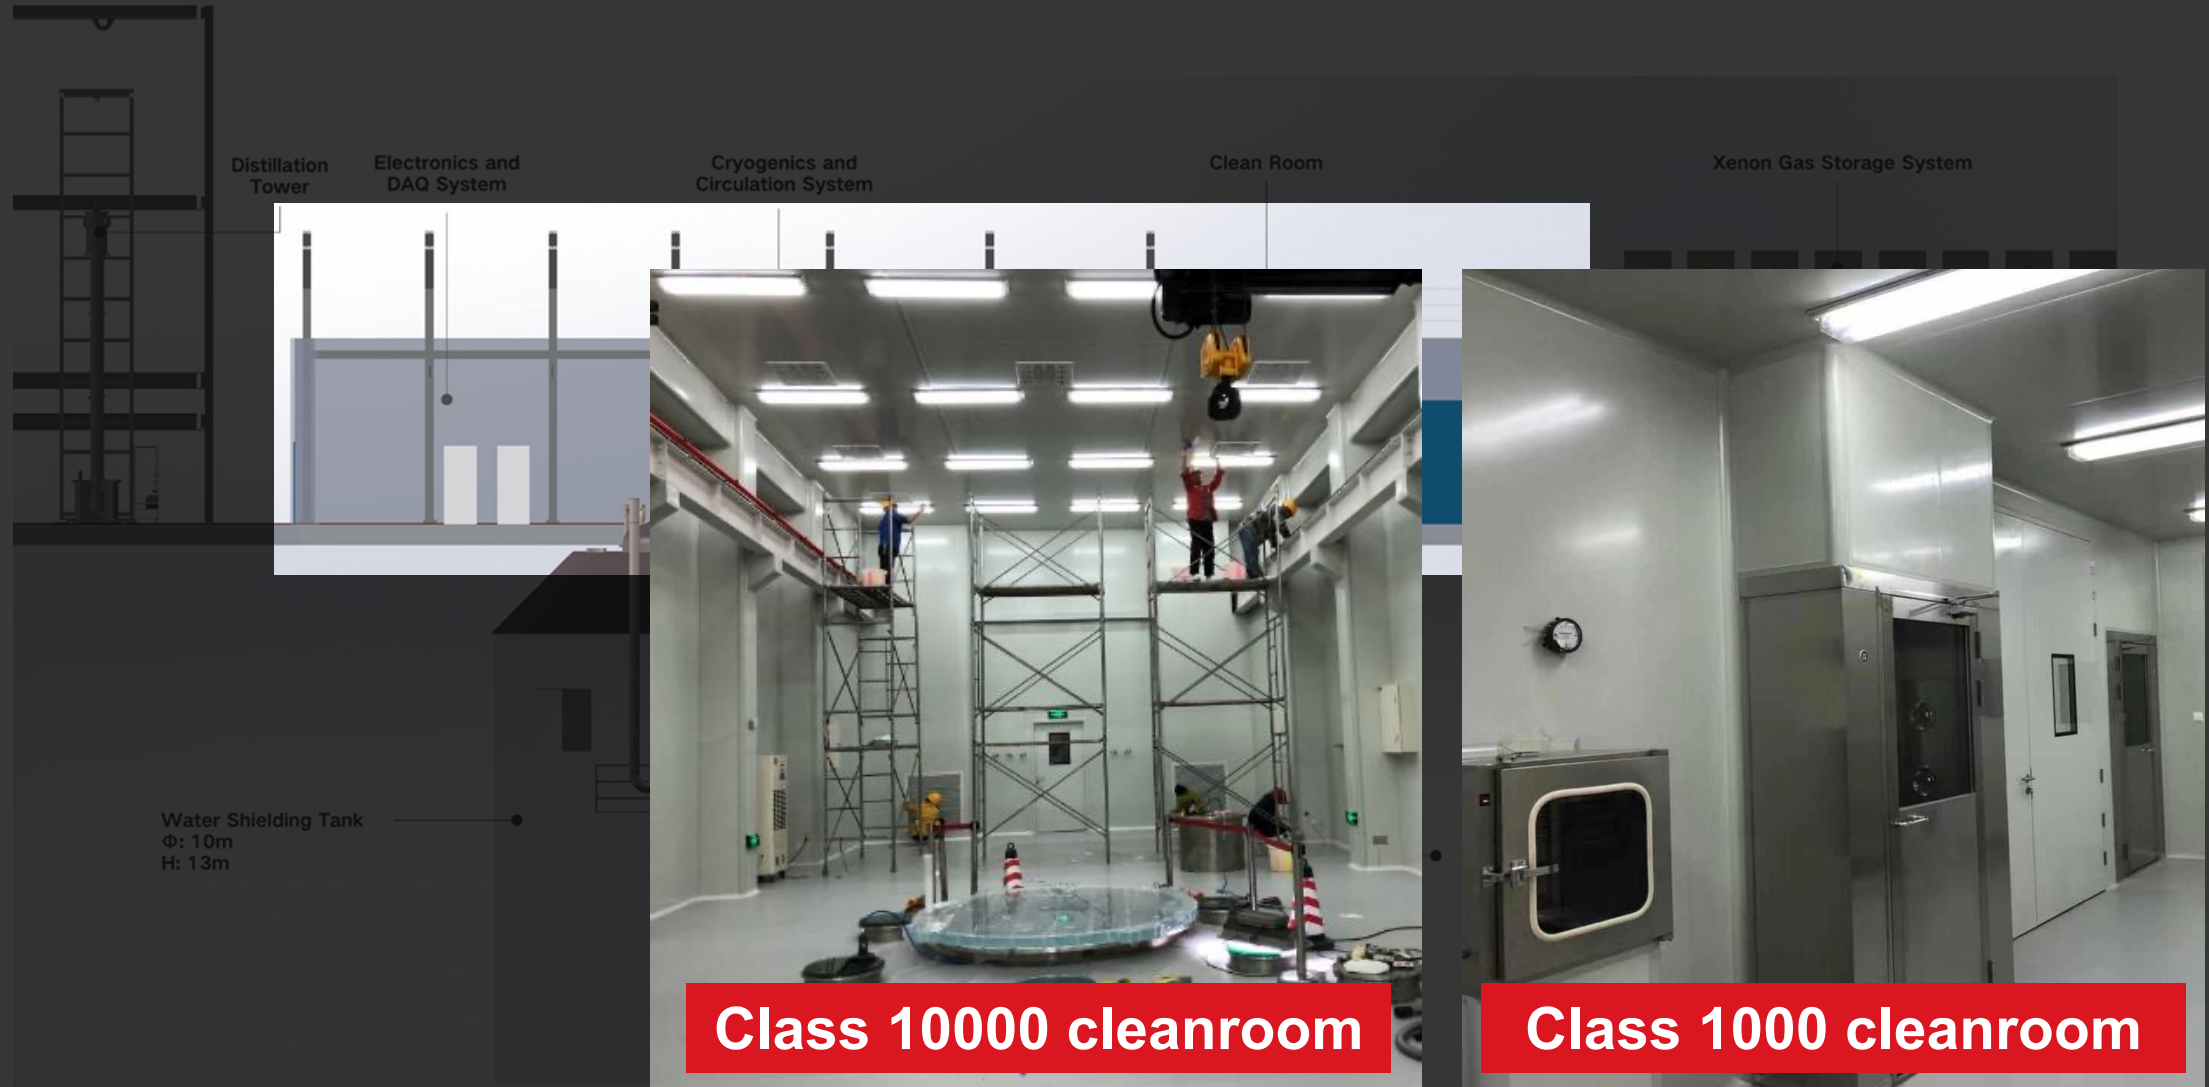 Distillation
Tower
Electronics and
DAQ System
Cryogenics and
Circulation System
Clean Room
Xenon Gas Storage System
Water Shielding Tank
Φ: 10m
H: 13m
Class 10000 cleanroom
Class 1000 cleanroom